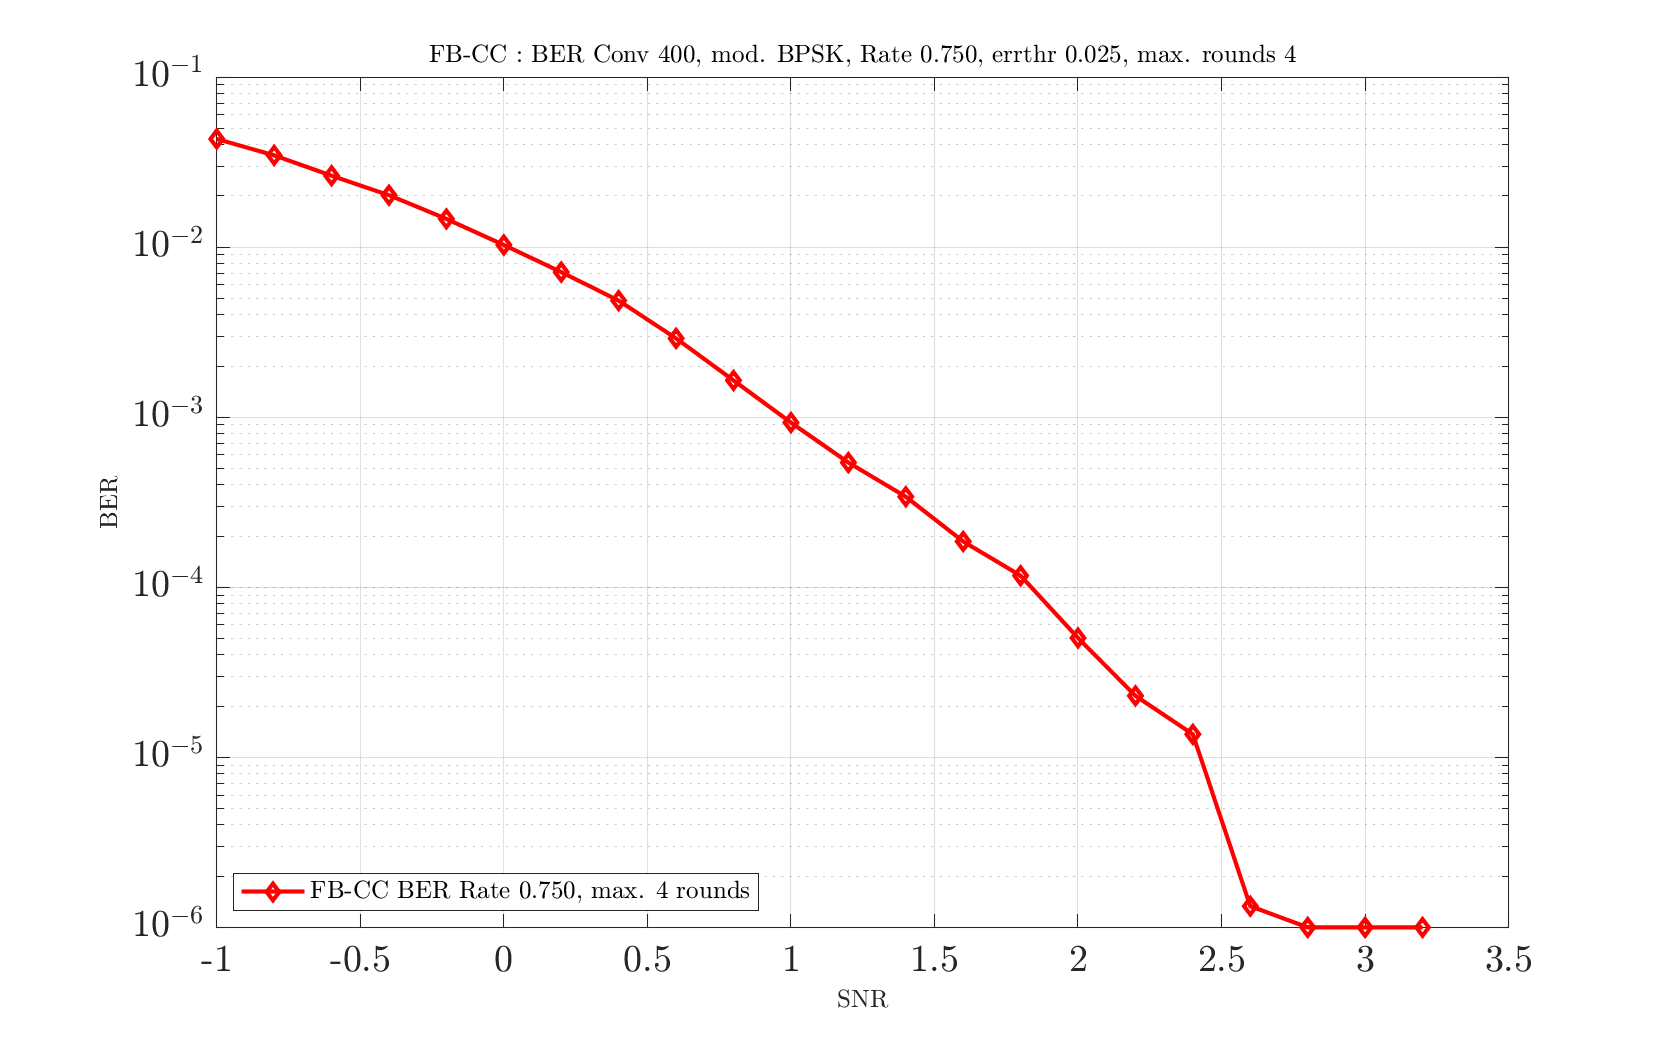 FB-CC : BER Conv 400, mod. BPSK, Rate 0.750, errthr 0.025, max. rounds 4
10^{-1}
10^{-2}
10^{-3}
10^{-4}
10^{-5}
10^{-6}
BER
FB-CC BER Rate 0.750, max. 4 rounds
-1 -0.5 0 0.5 1 1.5 2 2.5 3 3.5
SNR